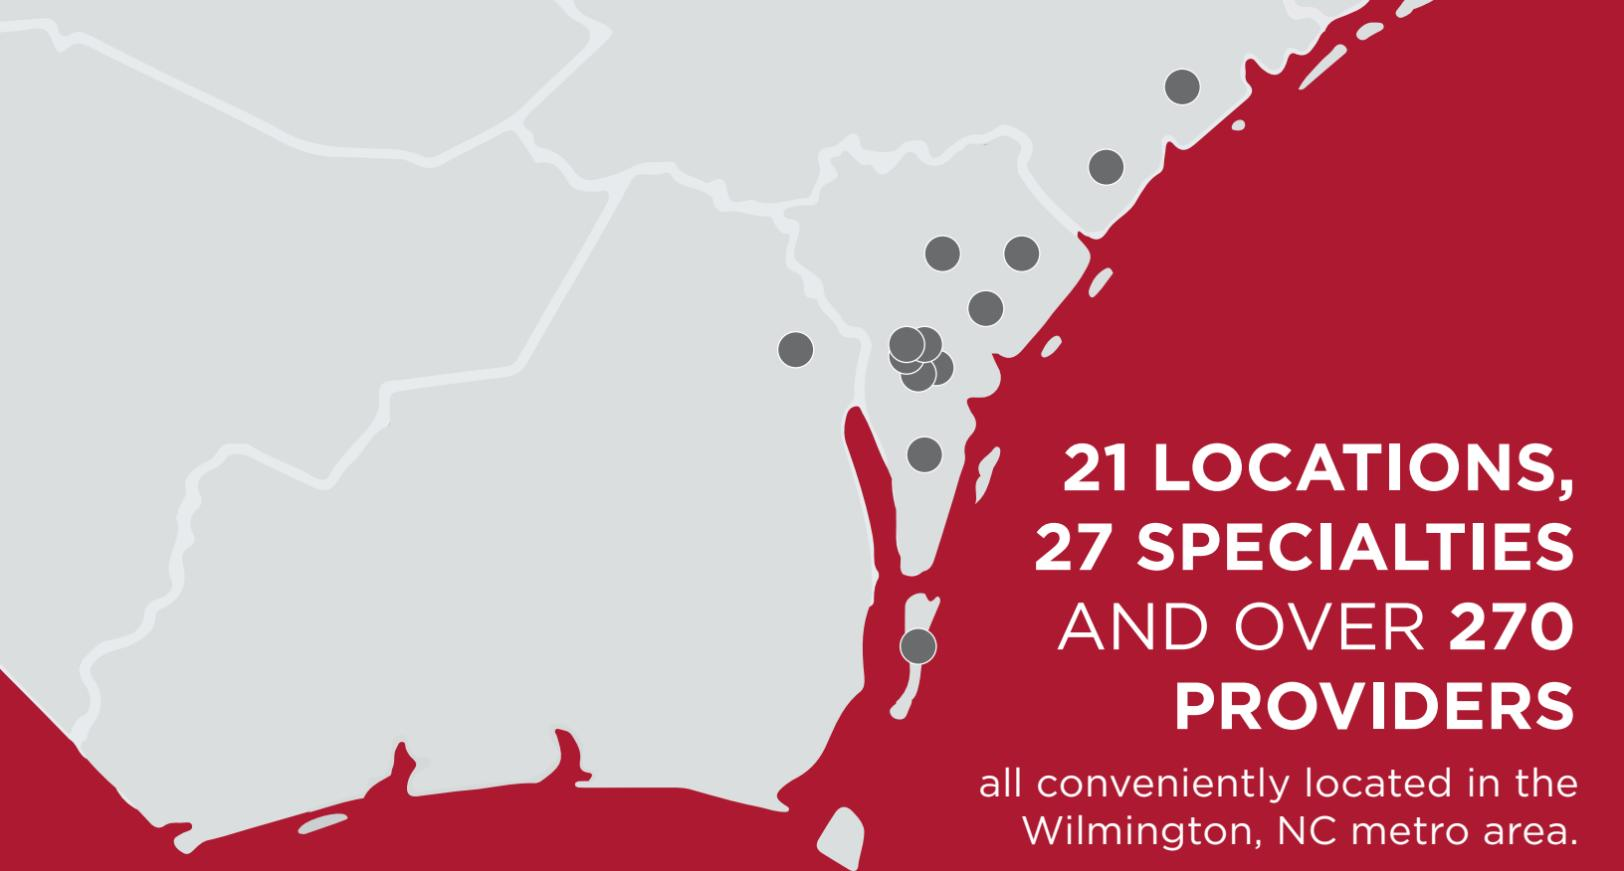 21 LOCATIONS,
27 SPECIALTIES
AND OVER 270
PROVIDERS
all conveniently located in the
Wilmington, NC metro area.